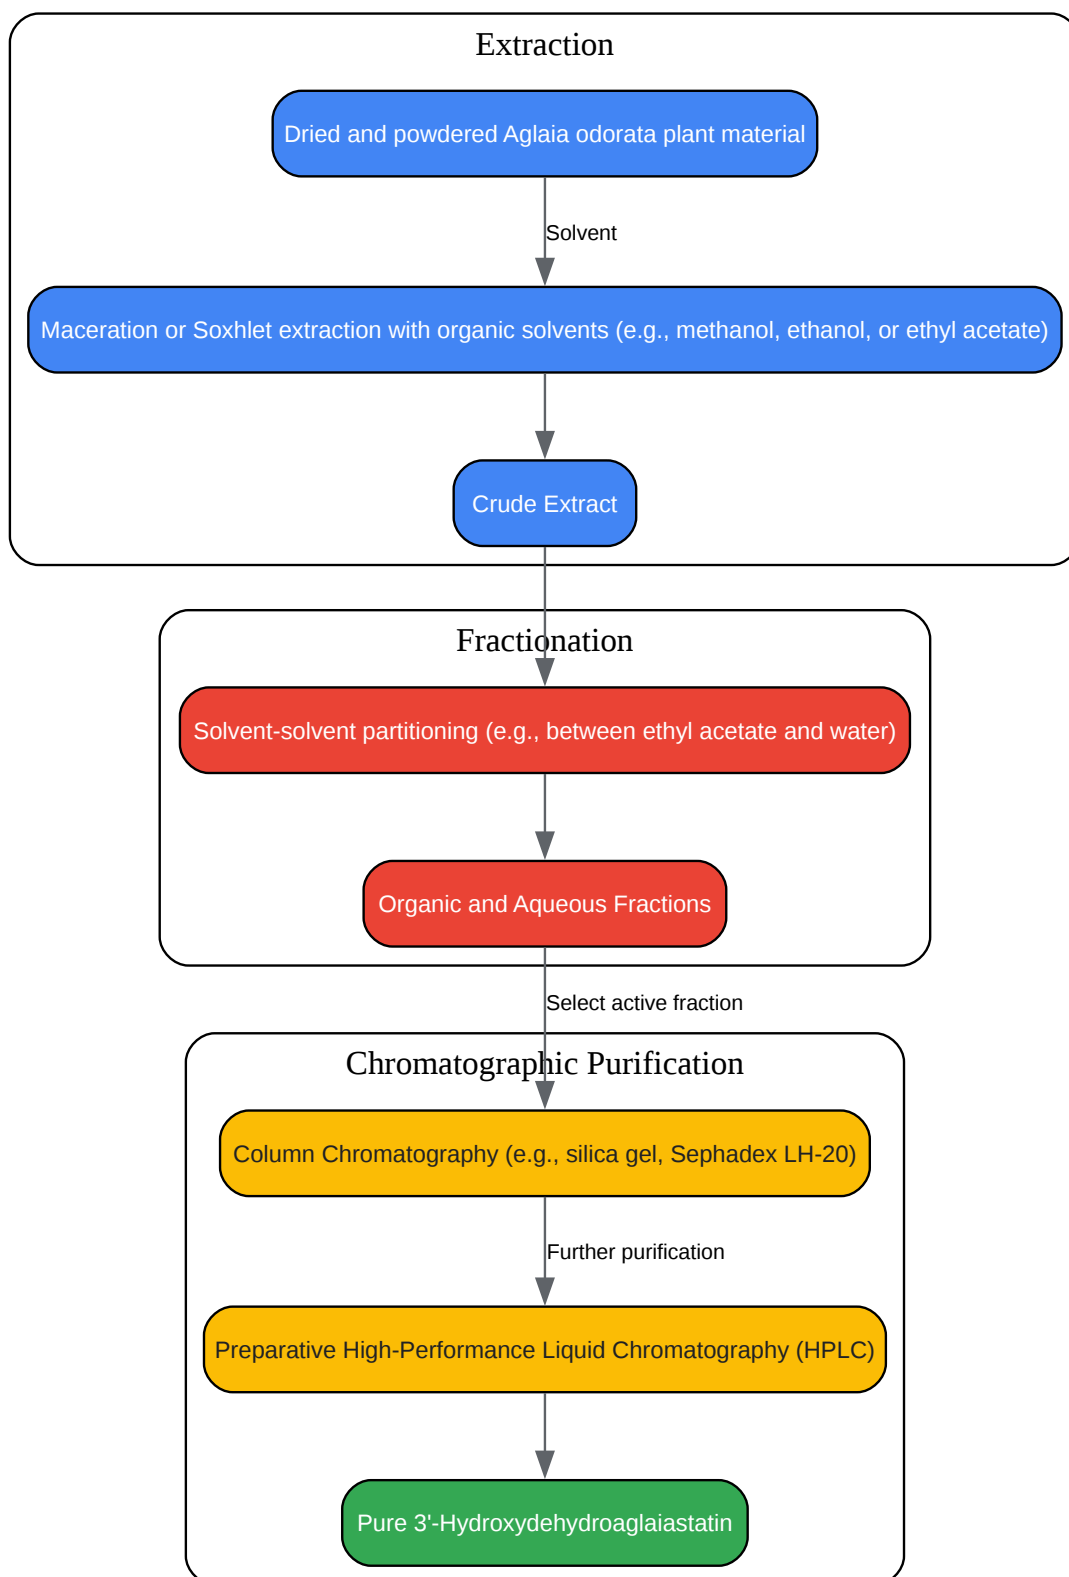 Extraction
Dried and powdered Aglaia odorata plant material
Solvent
Maceration or Soxhlet extraction with organic solvents (e.g., methanol, ethanol, or ethyl acetate)
Crude Extract
Fractionation
Solvent-solvent partitioning (e.g., between ethyl acetate and water)
Organic and Aqueous Fractions
Select active fraction
Chromatographic Purification
Column Chromatography (e.g., silica gel, Sephadex LH-20)
Further purification
Preparative High-Performance Liquid Chromatography (HPLC)
Pure 3'-Hydroxydehydroaglaiastatin